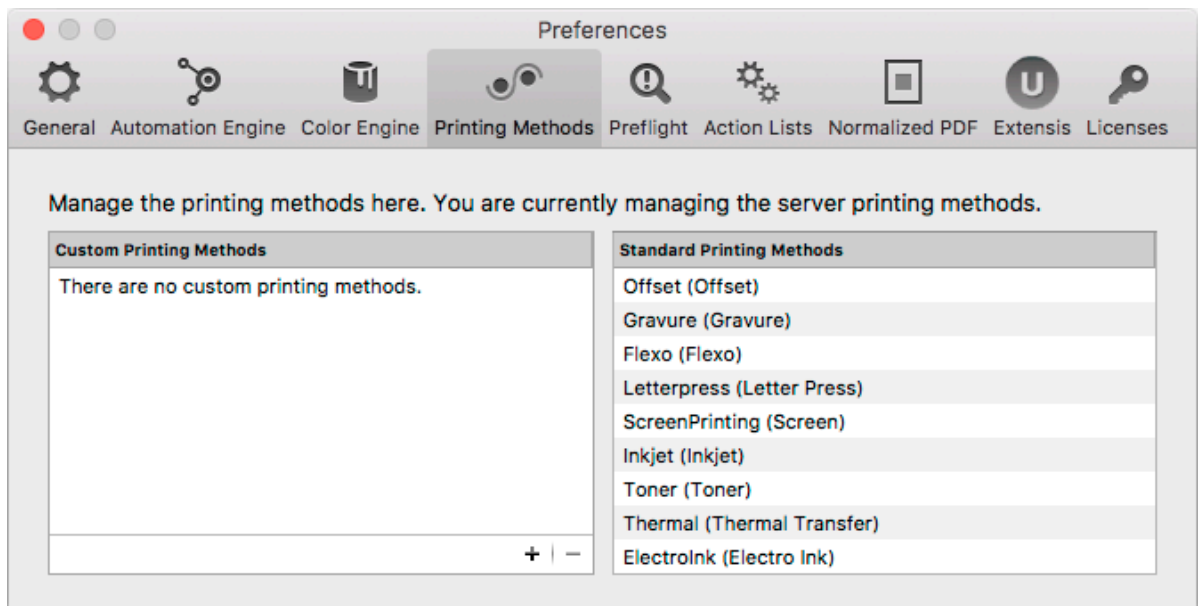 Preferences
General Automation Engine Color Engine Printing Methods Preflight Action Lists Normalized PDF Extensis Licenses
Manage the printing methods here. You are currently managing the server printing methods.
Custom Printing Methods
There are no custom printing methods.
+ −
Standard Printing Methods
Offset (Offset)
Gravure (Gravure)
Flexo (Flexo)
Letterpress (Letter Press)
ScreenPrinting (Screen)
Inkjet (Inkjet)
Toner (Toner)
Thermal (Thermal Transfer)
ElectroInk (Electro Ink)